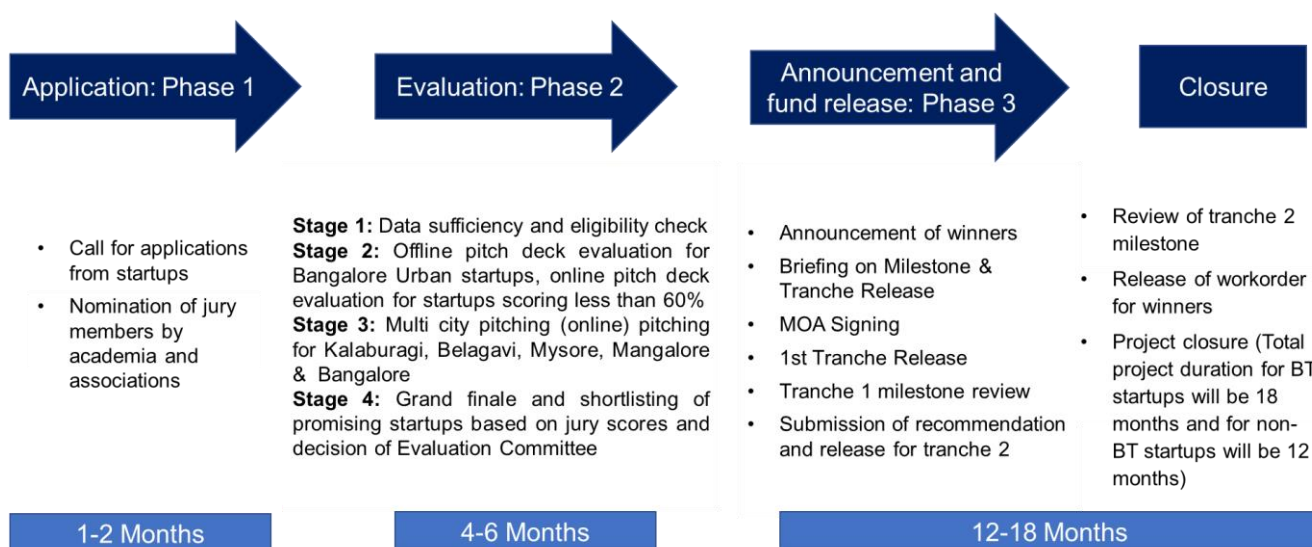 Application: Phase 1
Evaluation: Phase 2
Announcement and
fund release: Phase 3
Closure
• Call for applications
from startups
• Nomination of jury
members by
academia and
associations
Stage 1: Data sufficiency and eligibility check
Stage 2: Offline pitch deck evaluation for
Bangalore Urban startups, online pitch deck
evaluation for startups scoring less than 60%
Stage 3: Multi city pitching (online) pitching
for Kalaburagi, Belagavi, Mysore, Mangalore
& Bangalore
Stage 4: Grand finale and shortlisting of
promising startups based on jury scores and
decision of Evaluation Committee
• Announcement of winners
• Briefing on Milestone &
Tranche Release
• MOA Signing
• 1st Tranche Release
• Tranche 1 milestone review
• Submission of recommendation
and release for tranche 2
• Review of tranche 2
milestone
• Release of workorder
for winners
• Project closure (Total
project duration for BT
startups will be 18
months and for non-
BT startups will be 12
months)
1-2 Months
4-6 Months
12-18 Months